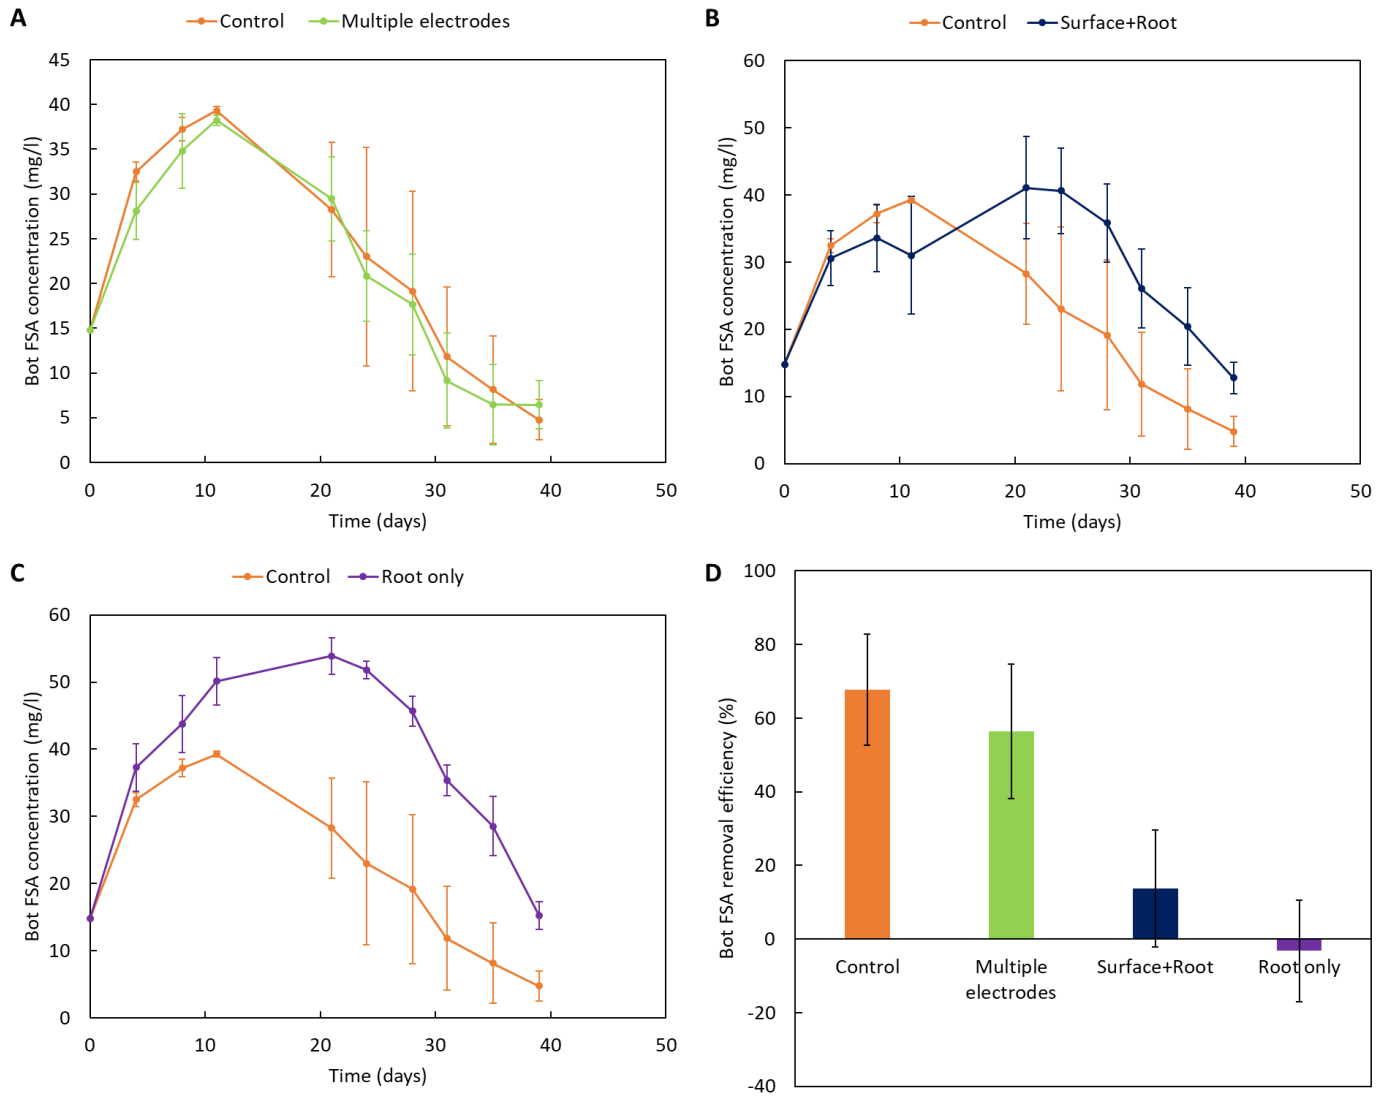 A
Control
Multiple electrodes
45
40
35
30
25
20
15
10
5
0
Bot FSA concentration (mg/l)
0 10 20 30 40 50
Time (days)
B
Control
Surface+Root
60
50
40
30
20
10
0
Bot FSA concentration (mg/l)
0 10 20 30 40 50
Time (days)
C
Control
Root only
60
50
40
30
20
10
0
Bot FSA concentration (mg/l)
0 10 20 30 40 50
Time (days)
D
100
80
60
40
20
0
-20
-40
Bot FSA removal efficiency (%)
Control
Multiple
electrodes
Surface+Root
Root only